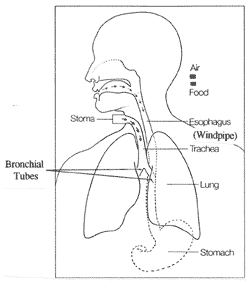 Air
Food
Stoma
Esophagus
(Windpipe)
Trachea
Bronchial
Tubes
Lung
Stomach